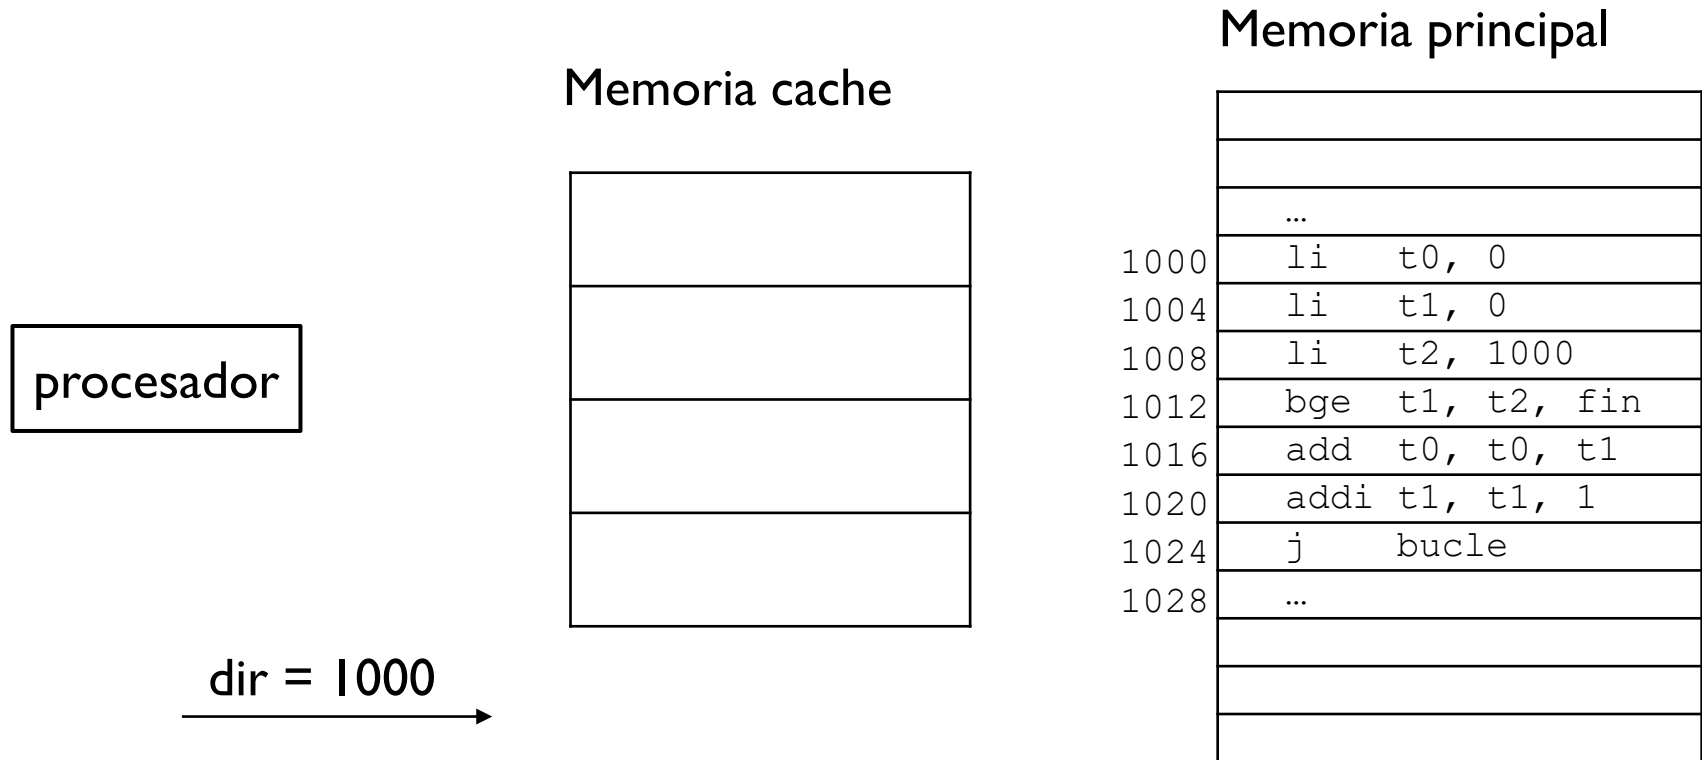 Memoria principal
Memoria cache
…
1000 li t0, 0
1004 li t1, 0
1008 li t2, 1000
procesador
1012 bge t1, t2, fin
1016 add t0, t0, t1
1020 addi t1, t1, 1
1024 j bucle
1028 …
dir = 1000